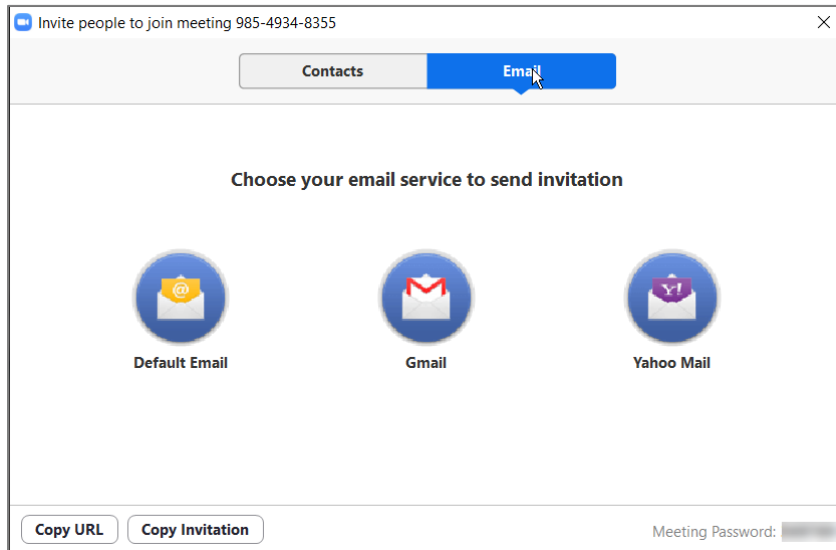 Invite people to join meeting 985-4934-8355
Contacts Email
Choose your email service to send invitation
@ Y!
Default Email Gmail Yahoo Mail
Copy URL Copy Invitation Meeting Password: